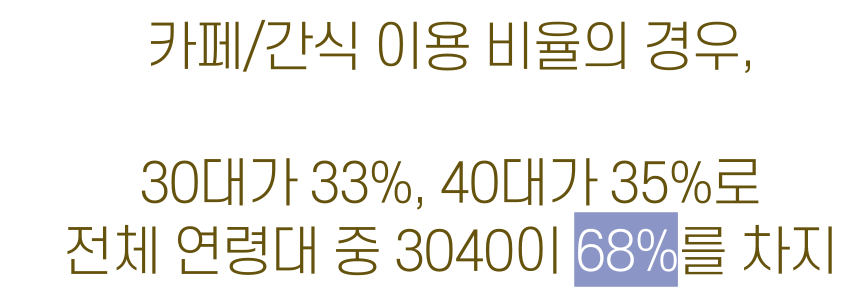 카페/간식 이용 비율의 경우,
30대가 33%, 40대가 35%로
전체 연령대 중 3040이 68%를 차지